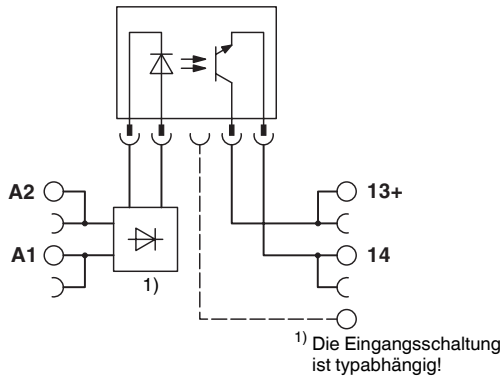 A2
13+
A1
14
1)
1) Die Eingangsschaltung
ist typabhängig!